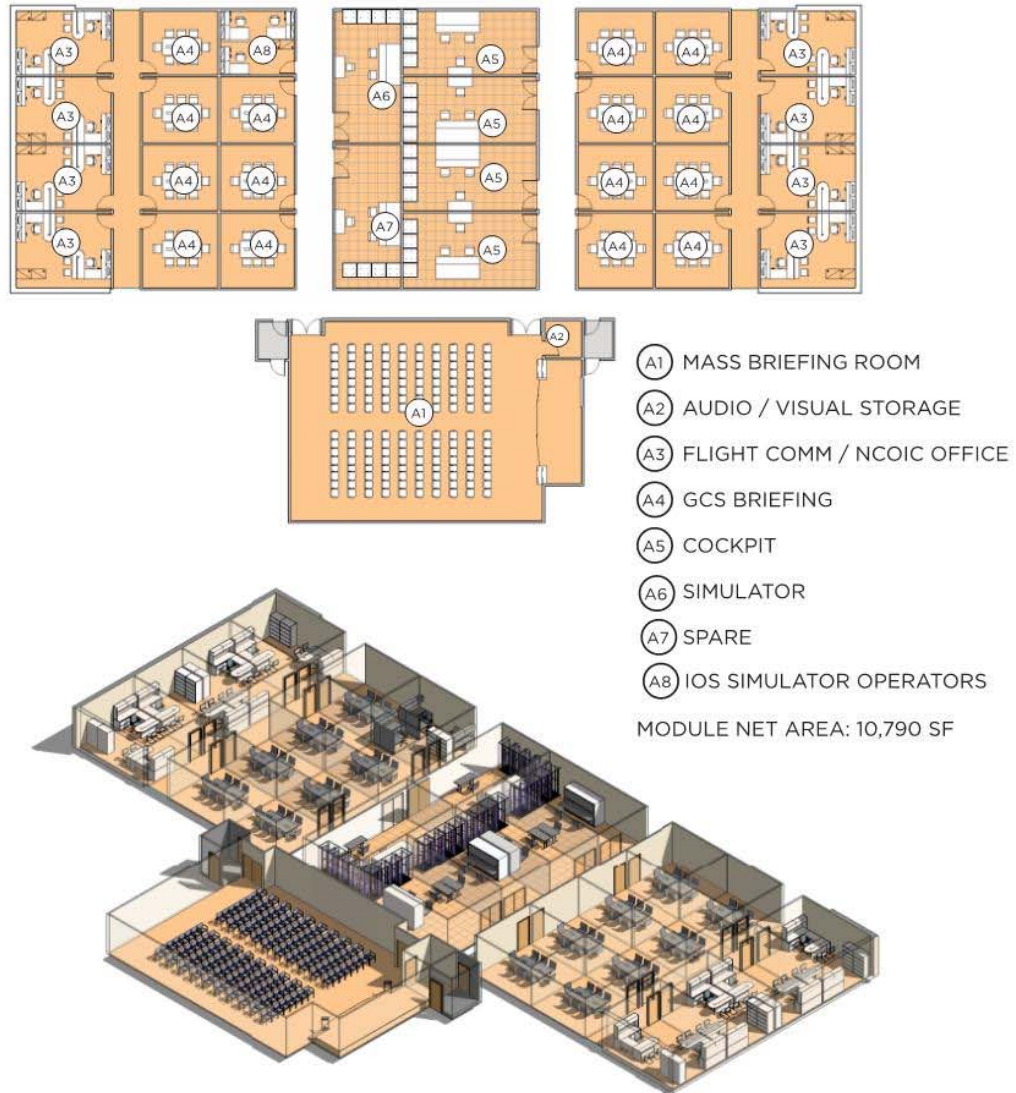 A3 A4 A8 A6 A5 A4 A4 A3
A3 A4 A4 A5 A4 A4 A3
A3 A4 A4 A5 A4 A4 A3
A3 A4 A4 A7 A5 A4 A4 A3
A2
A1
A1 MASS BRIEFING ROOM
A2 AUDIO / VISUAL STORAGE
A3 FLIGHT COMM / NCOIC OFFICE
A4 GCS BRIEFING
A5 COCKPIT
A6 SIMULATOR
A7 SPARE
A8 IOS SIMULATOR OPERATORS
MODULE NET AREA: 10,790 SF